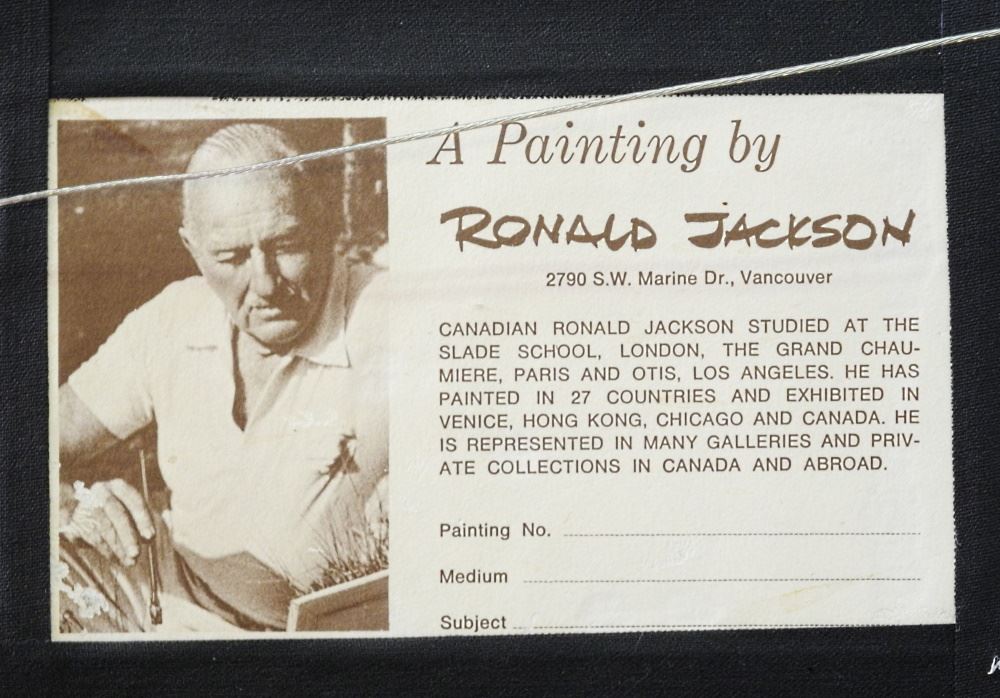 A Painting by
RONALD JACKSON
2790 S.W. Marine Dr., Vancouver
CANADIAN RONALD JACKSON STUDIED AT THE
SLADE SCHOOL, LONDON, THE GRAND CHAU-
MIERE, PARIS AND OTIS, LOS ANGELES. HE HAS
PAINTED IN 27 COUNTRIES AND EXHIBITED IN
VENICE, HONG KONG, CHICAGO AND CANADA. HE
IS REPRESENTED IN MANY GALLERIES AND PRIV-
ATE COLLECTIONS IN CANADA AND ABROAD.
Painting No.
Medium
Subject